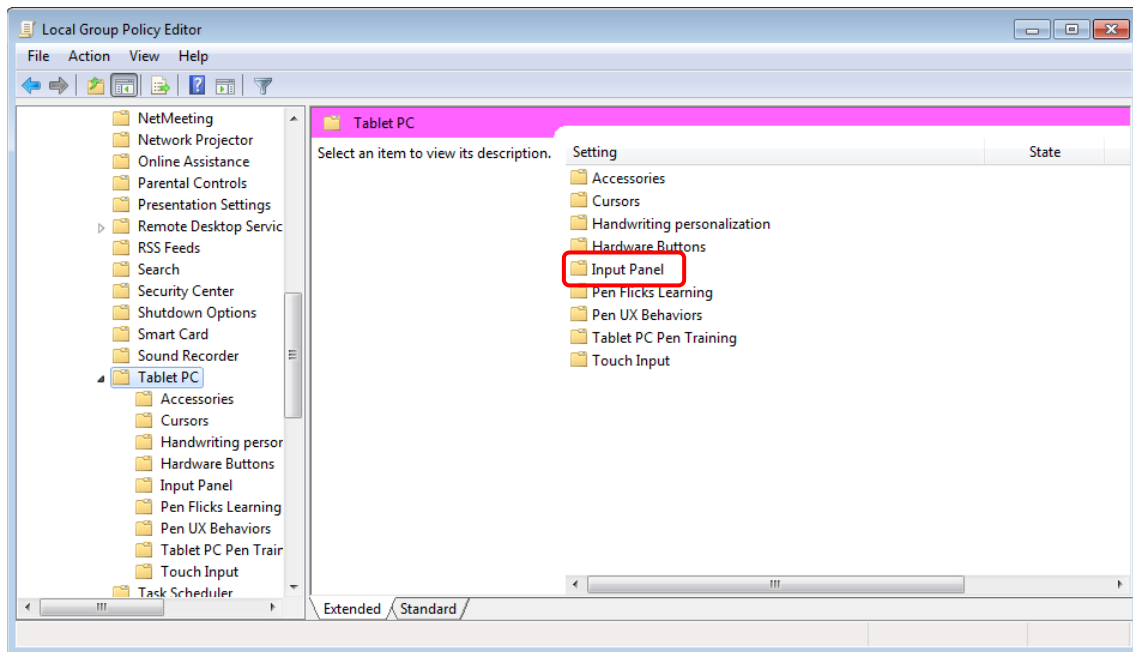 Local Group Policy Editor
File Action View Help
NetMeeting
Network Projector
Online Assistance
Parental Controls
Presentation Settings
Remote Desktop Servic
RSS Feeds
Search
Security Center
Shutdown Options
Smart Card
Sound Recorder
Tablet PC
Accessories
Cursors
Handwriting person
Hardware Buttons
Input Panel
Pen Flicks Learning
Pen UX Behaviors
Tablet PC Pen Train
Touch Input
Task Scheduler
Tablet PC
Select an item to view its description.
Setting State
Accessories
Cursors
Handwriting personalization
Hardware Buttons
Input Panel
Pen Flicks Learning
Pen UX Behaviors
Tablet PC Pen Training
Touch Input
Extended Standard